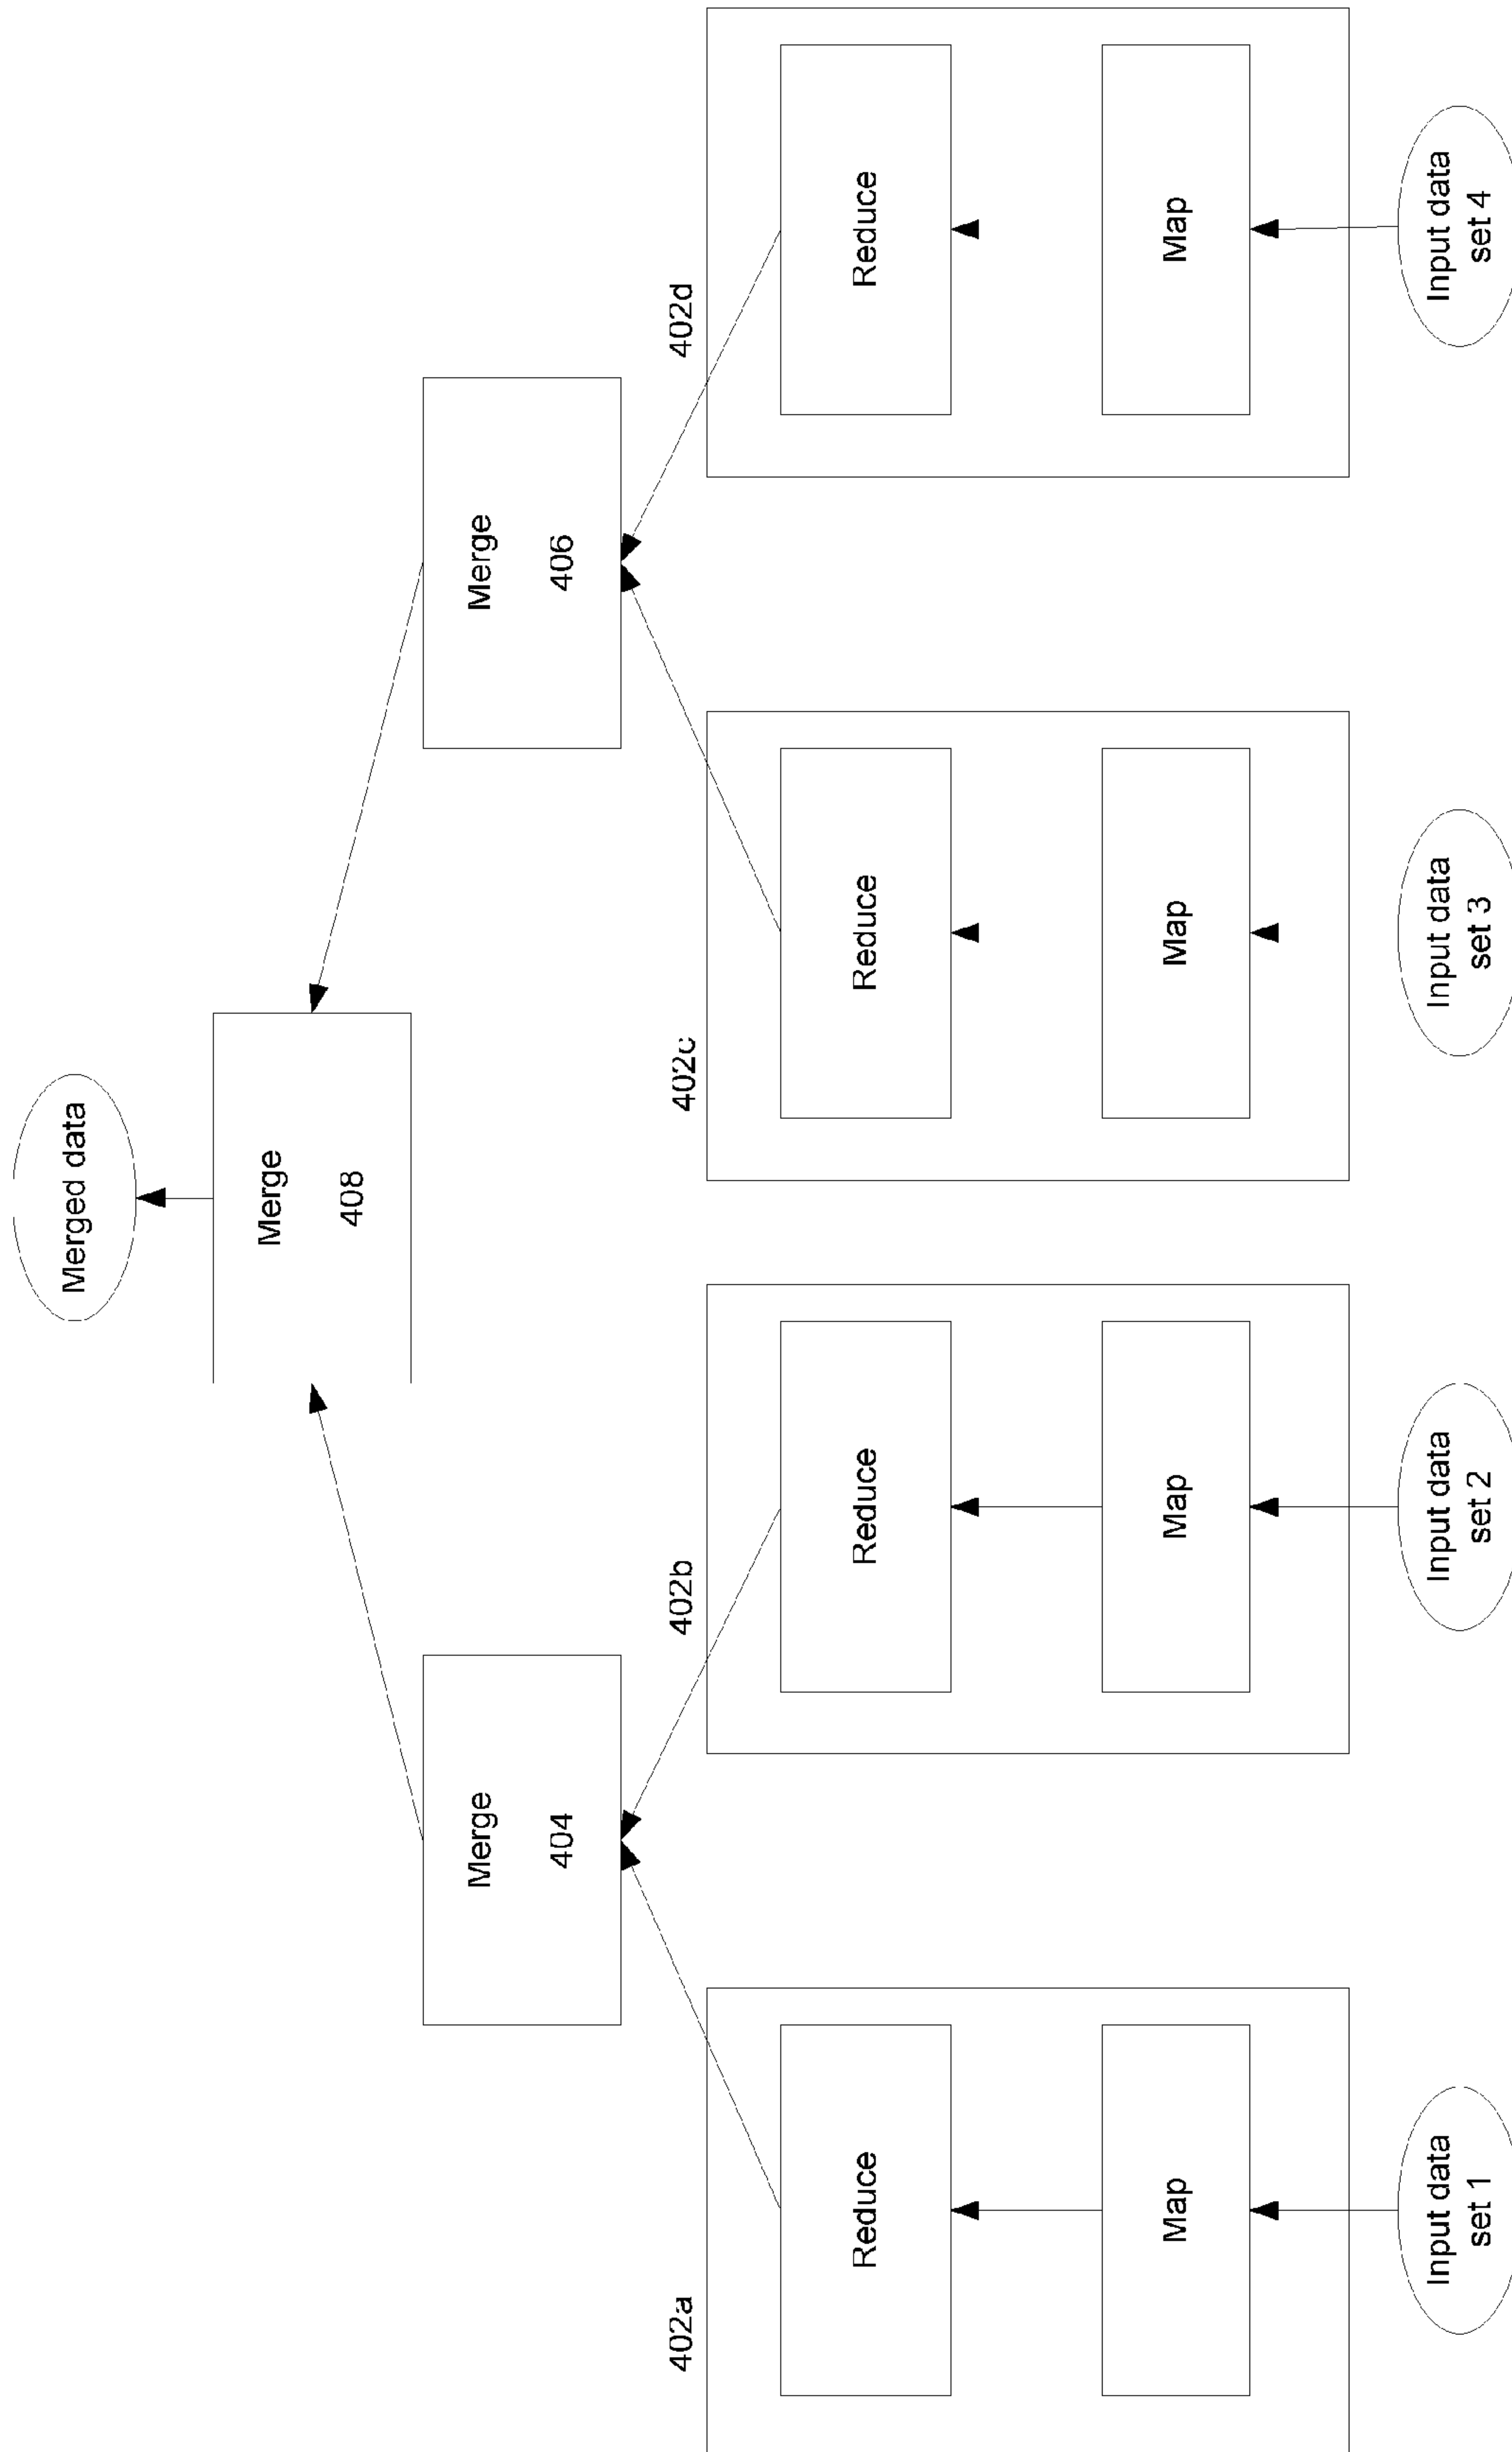 Merged data
Merge
408
Merge
404
Merge
406
402a
402b
402c
402d
Reduce
Reduce
Reduce
Reduce
Map
Map
Map
Map
Input data
set 1
Input data
set 2
Input data
set 3
Input data
set 4